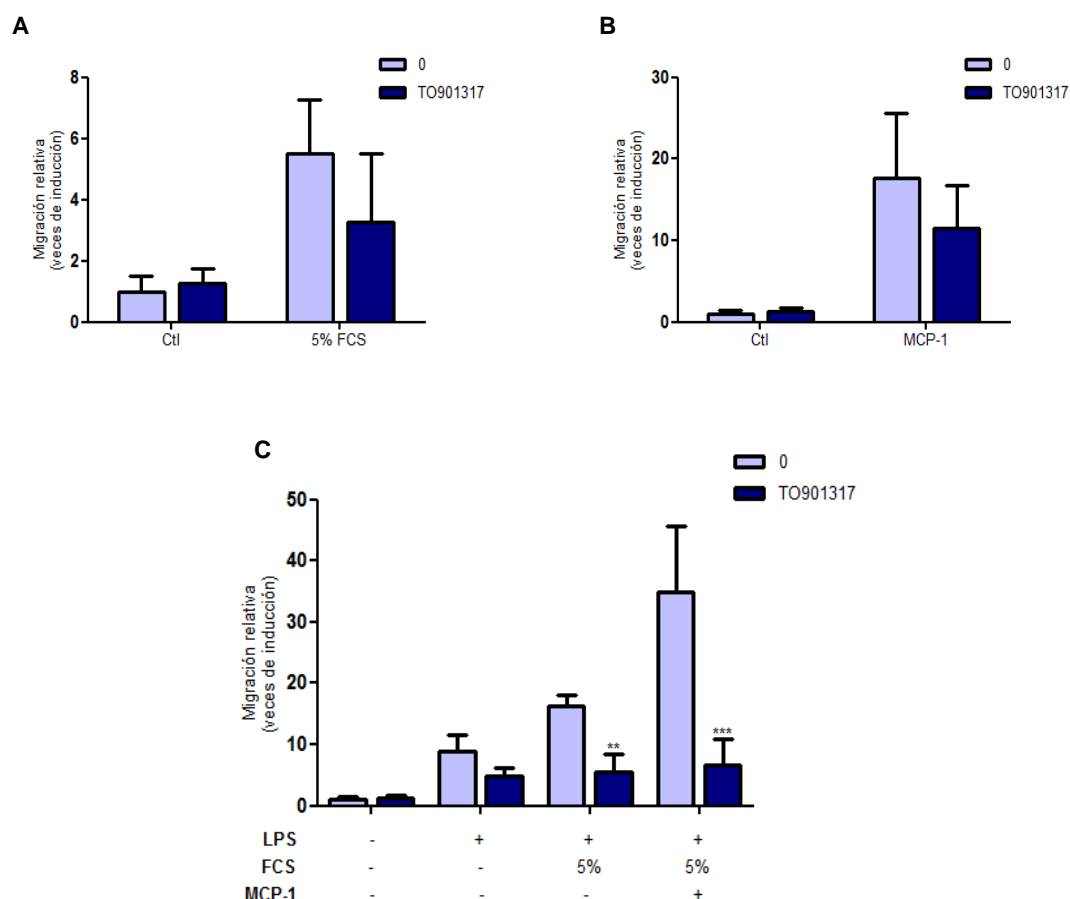 A
0
TO901317
Migración relativa
(veces de inducción)
8
6
4
2
0
Ctl
5% FCS
B
0
TO901317
Migración relativa
(veces de inducción)
30
20
10
0
Ctl
MCP-1
C
0
TO901317
Migración relativa
(veces de inducción)
50
40
30
20
10
0
**
***
LPS - + + +
FCS - - 5% 5%
MCP-1 - - - +